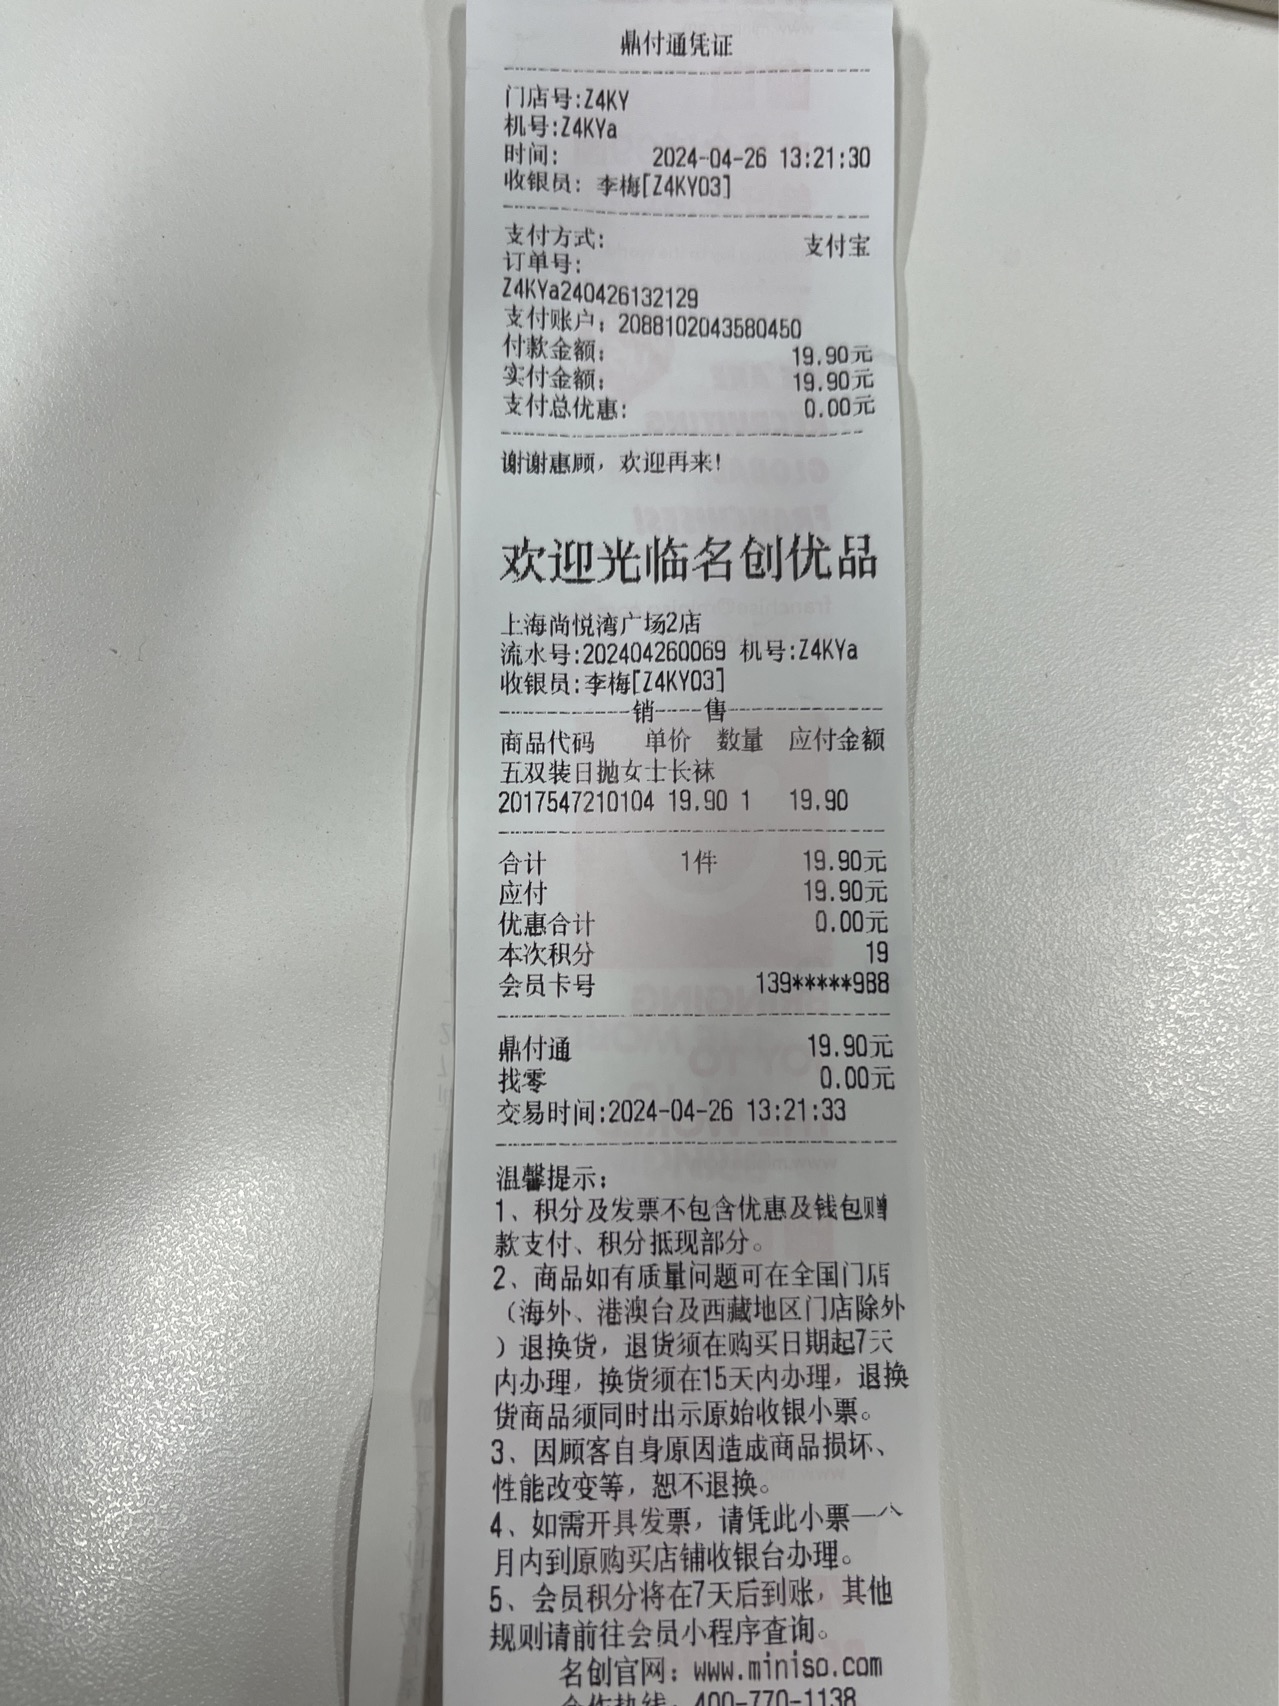 鼎付通凭证
门店号:Z4KY
机号:Z4KYa
时间: 2024-04-26 13:21:30
收银员: 李梅[Z4KY03]
支付方式: 支付宝
订单号:
Z4KYa240426132129
支付账户: 2088102043580450
付款金额: 19.90元
实付金额: 19.90元
支付总优惠: 0.00元
谢谢惠顾，欢迎再来!
欢迎光临名创优品
上海尚悦湾广场2店
流水号:202404260069 机号:Z4KYa
收银员:李梅[Z4KY03]
销----售
商品代码 单价 数量 应付金额
五双装日抛女士长袜
2017547210104 19.90 1 19.90
合计 1件 19.90元
应付 19.90元
优惠合计 0.00元
本次积分 19
会员卡号 139*****988
鼎付通 19.90元
找零 0.00元
交易时间:2024-04-26 13:21:33
温馨提示:
1、积分及发票不包含优惠及钱包赠
款支付、积分抵现部分。
2、商品如有质量问题可在全国门店
（海外、港澳台及西藏地区门店除外
）退换货，退货须在购买日期起7天
内办理，换货须在15天内办理，退换
货商品须同时出示原始收银小票。
3、因顾客自身原因造成商品损坏、
性能改变等，恕不退换。
4、如需开具发票，请凭此小票一个
月内到原购买店铺收银台办理。
5、会员积分将在7天后到账，其他
规则请前往会员小程序查询。
名创官网: www.miniso.com
合作热线: 400-770-1138